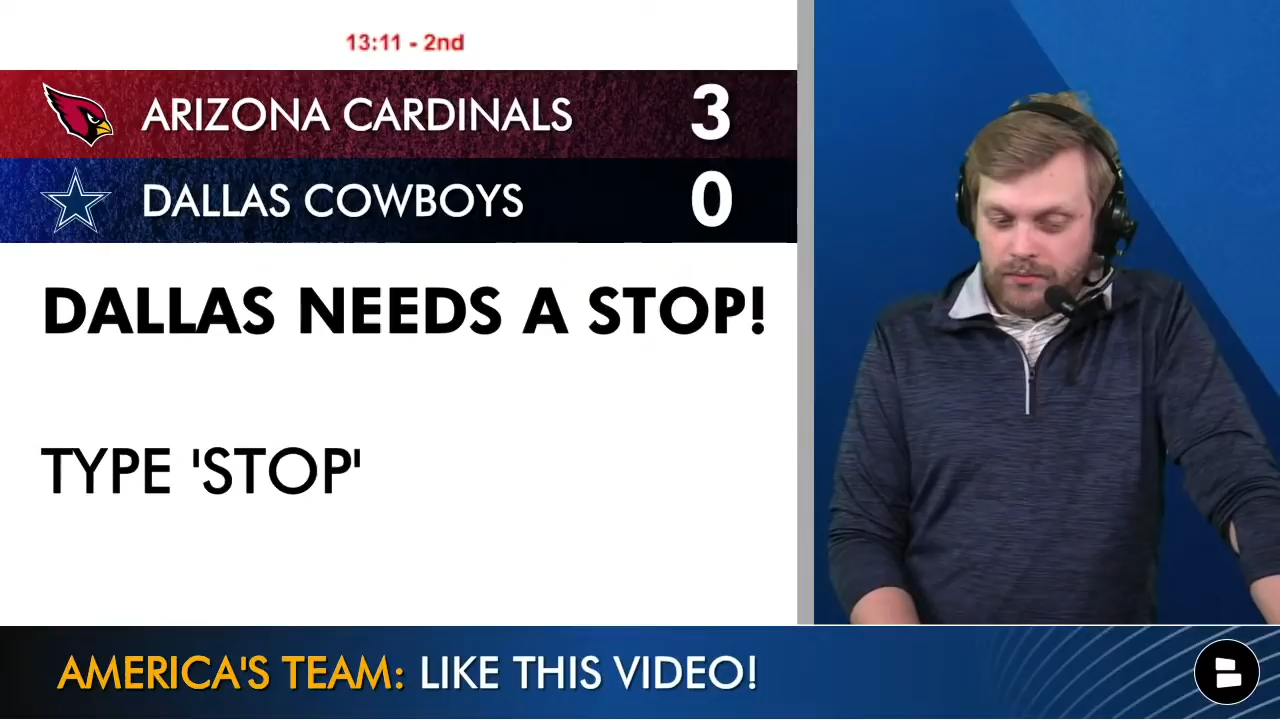 13:11 - 2nd
ARIZONA CARDINALS 3
DALLAS COWBOYS 0
DALLAS NEEDS A STOP!
TYPE 'STOP'
AMERICA'S TEAM: LIKE THIS VIDEO!